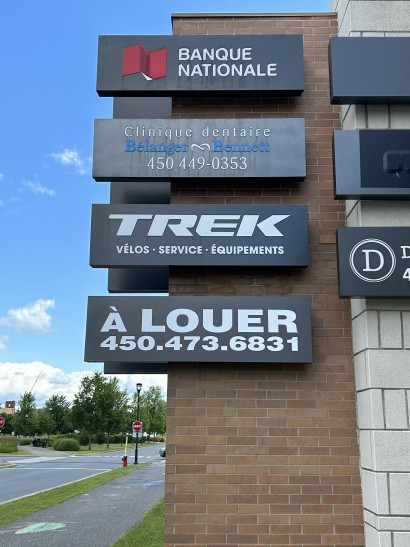 BANQUE
NATIONALE
Clinique dentaire
Bélanger Bennett
450 449-0353
TREK
VÉLOS · SERVICE · ÉQUIPEMENTS
À LOUER
450.473.6831
D